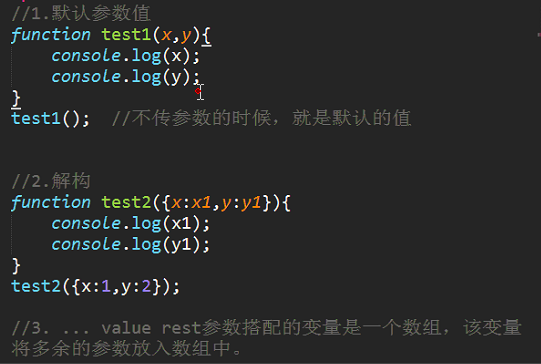 //1.默认参数值
function test1(x,y){
    console.log(x);
    console.log(y);
}
test1();  //不传参数的时候，就是默认的值
//2.解构
function test2({x:x1,y:y1}){
    console.log(x1);
    console.log(y1);
}
test2({x:1,y:2});
//3. ... value rest参数搭配的变量是一个数组，该变量
将多余的参数放入数组中。